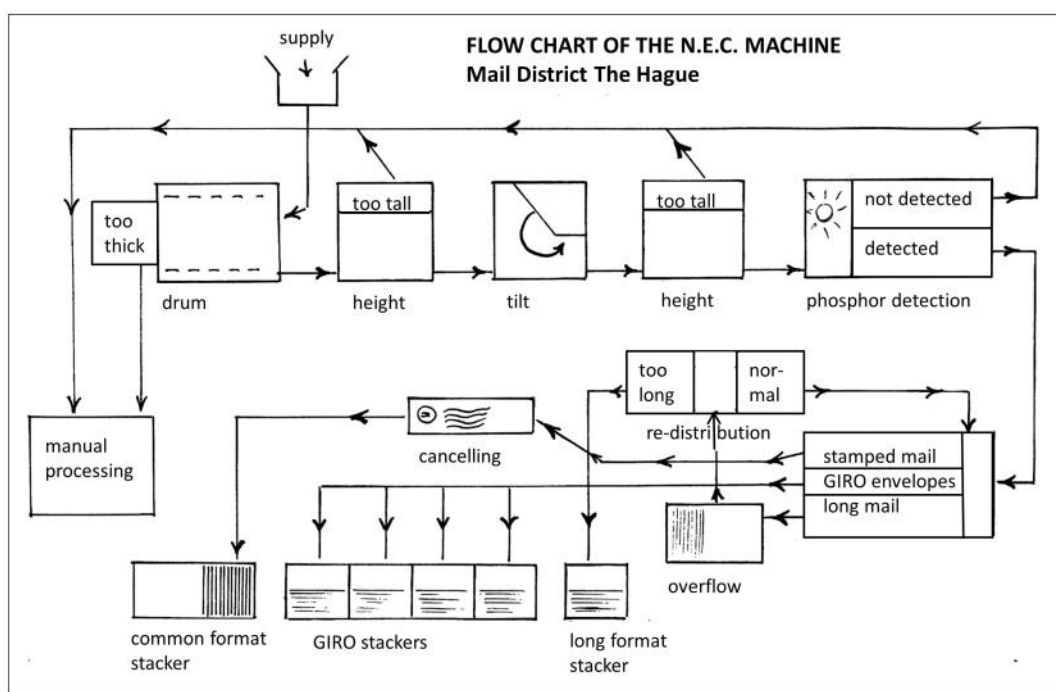 supply
FLOW CHART OF THE N.E.C. MACHINE
Mail District The Hague
too
thick
drum
too tall
height
tilt
too tall
height
not detected
detected
phosphor detection
manual
processing
cancelling
too
long
nor-
mal
re-distribution
stamped mail
GIRO envelopes
long mail
overflow
common format
stacker
GIRO stackers
long format
stacker